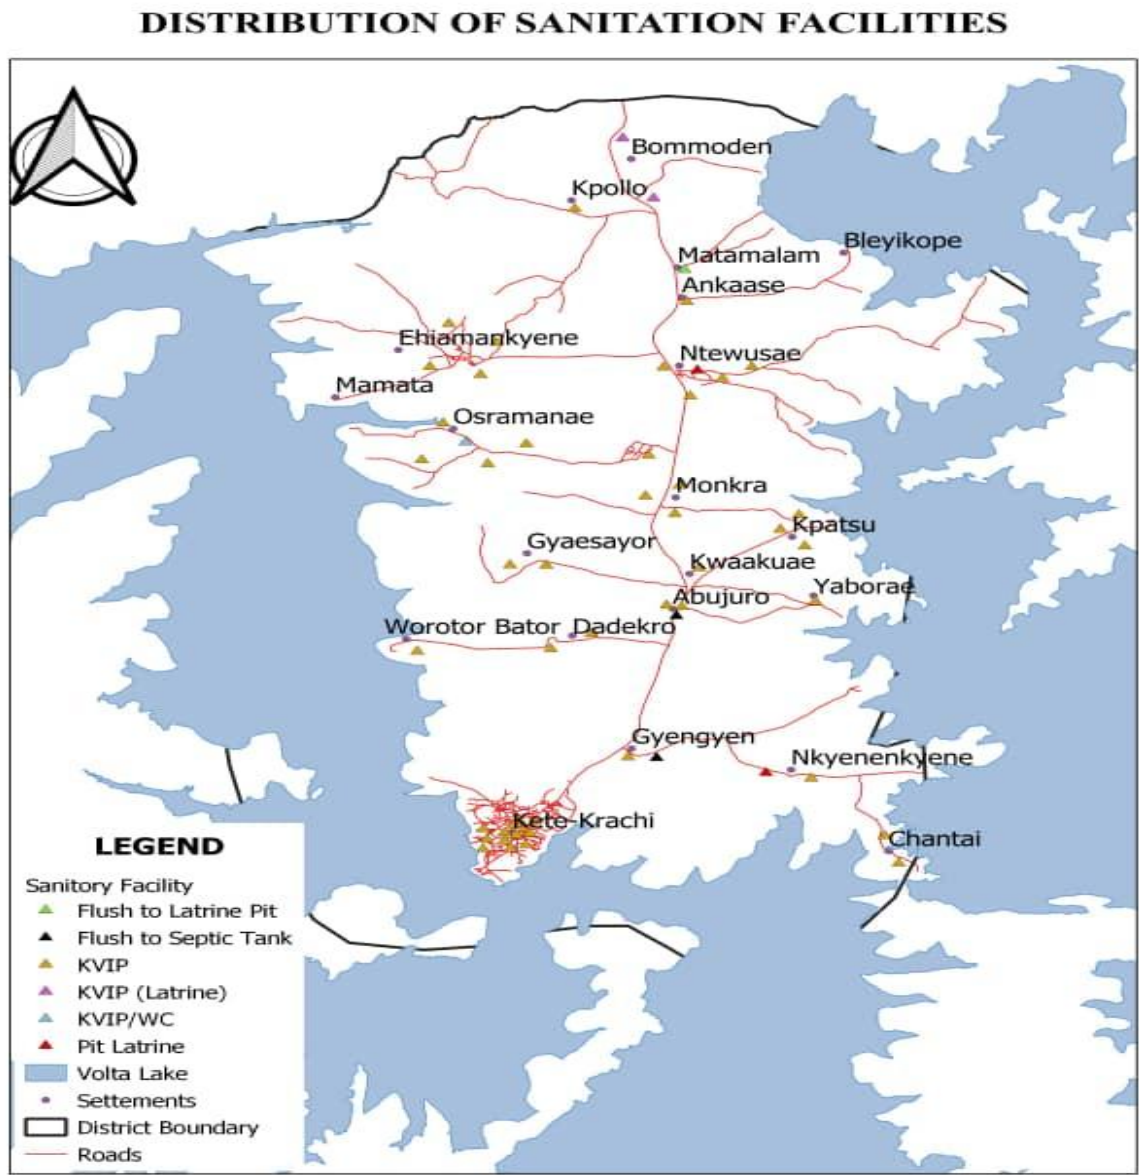 DISTRIBUTION OF SANITATION FACILITIES
Bommoden
Kpollo
Bleyikope
Matamalam
Ankaase
Ehiamankyene
Ntewusae
Mamata
Osramanae
Monkra
Kpatsu
Gyaesayor
Kwaakuae
Yaborae
Abujuro
Worotor Bator Dadekro
Gyengyen
Nkyenenkyene
Kete-Krachi
Chantai
LEGEND
Sanitory Facility
Flush to Latrine Pit
Flush to Septic Tank
KVIP
KVIP (Latrine)
KVIP/WC
Pit Latrine
Volta Lake
Settements
District Boundary
Roads